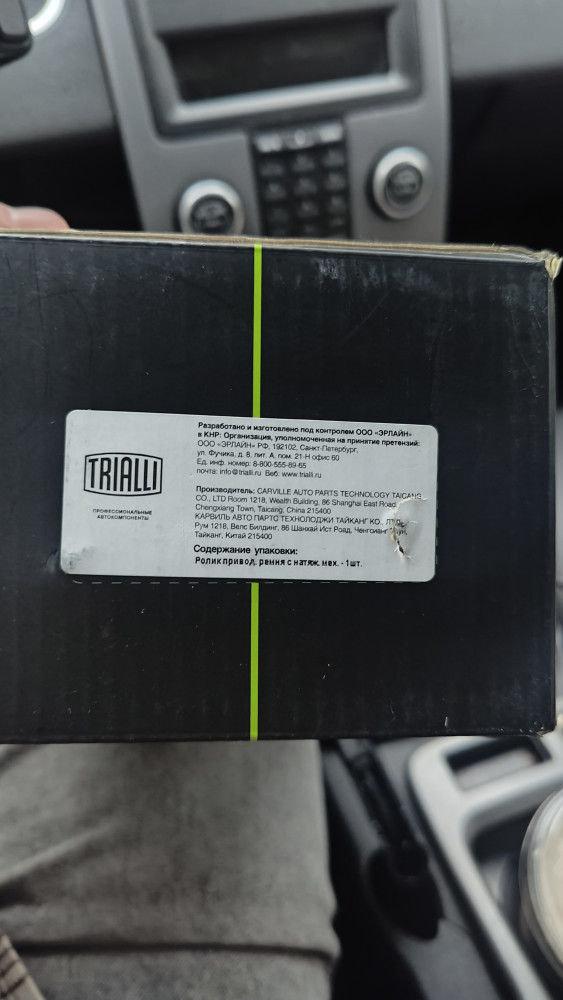 TRIALLI
ПРОФЕССИОНАЛЬНЫЕ
АВТОКОМПОНЕНТЫ
Разработано и изготовлено под контролем ООО «ЭРЛАЙН»
в КНР: Организация, уполномоченная на принятие претензий:
ООО «ЭРЛАЙН» РФ, 192102, Санкт-Петербург,
ул. Фучика, д. 8, лит. А, пом. 21-Н офис 60
Ед. инф. номер: 8-800-555-89-65
почта: info@trialli.ru Веб: www.trialli.ru
Производитель: CARVILLE AUTO PARTS TECHNOLOGY TAICANG
CO., LTD Room 1218, Wealth Building, 86 Shanghai East Road,
Chengxiang Town, Taicang, China 215400
КАРВИЛЬ АВТО ПАРТС ТЕХНОЛОДЖИ ТАЙКАНГ КО.,
Рум 1218, Велс Билдинг, 86 Шанхай Ист Роад,
Тайканг, Китай 215400
Содержание упаковки:
Ролик привод. ремня с натяж. мех. - 1шт.